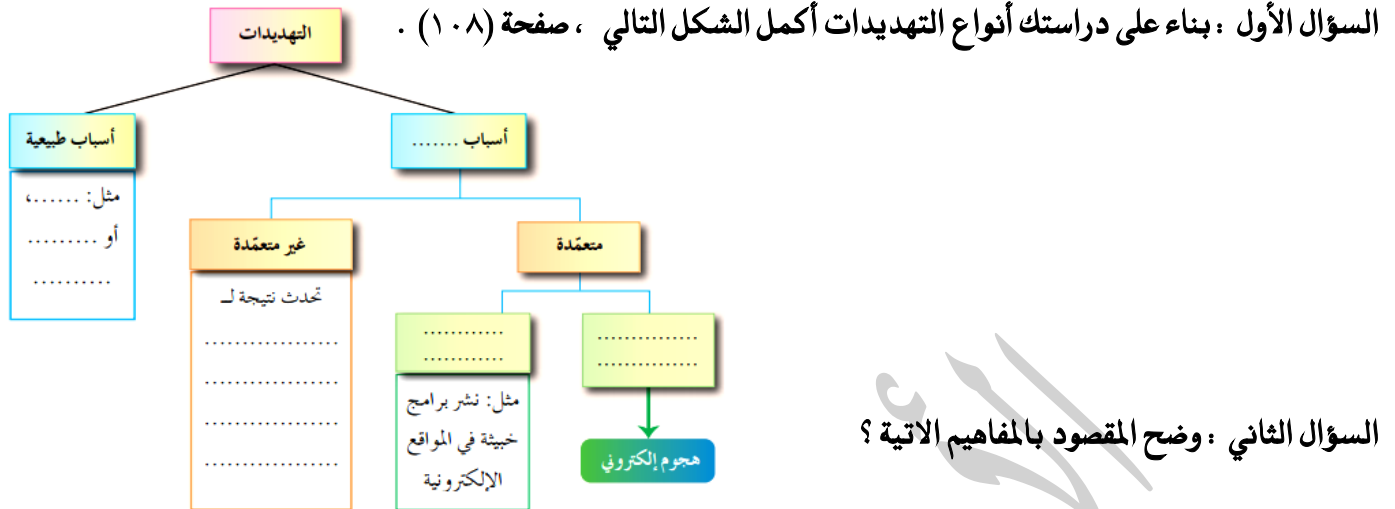 السؤال الأول : بناء على دراستك أنواع التهديدات أكمل الشكل التالي ، صفحة (١٠٨) .
التهديدات
أسباب .......
أسباب طبيعية
مثل: ......،
أو .........
..........
متعمّدة
غير متعمّدة
تحدث نتيجة لـ
..................
..................
..................
..................
..............
..............
............
............
هجوم إلكتروني
مثل: نشر برامج
خبيثة في المواقع
الإلكترونية
السؤال الثاني : وضح المقصود بالمفاهيم الاتية ؟